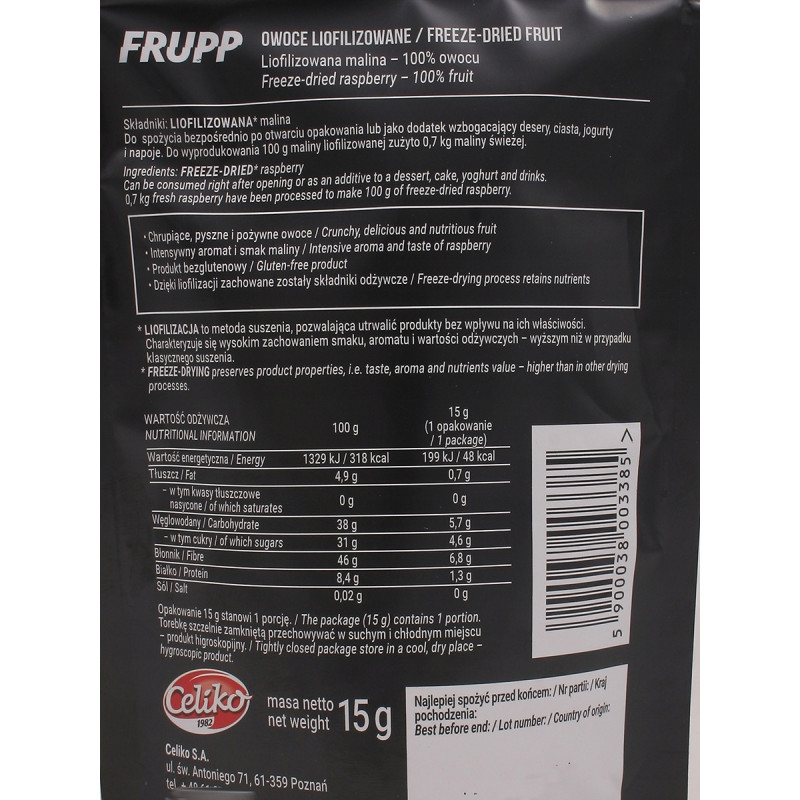 FRUPP
OWOCE LIOFILIZOWANE / FREEZE-DRIED FRUIT
Liofilizowana malina – 100% owocu
Freeze-dried raspberry – 100% fruit
Składniki: LIOFILIZOWANA* malina
Do spożycia bezpośrednio po otwarciu opakowania lub jako dodatek wzbogacający desery, ciasta, jogurty
i napoje. Do wyprodukowania 100 g maliny liofilizowanej zużyto 0,7 kg maliny świeżej.
Ingredients: FREEZE-DRIED* raspberry
Can be consumed right after opening or as an additive to a dessert, cake, yoghurt and drinks.
0,7 kg fresh raspberry have been processed to make 100 g of freeze-dried raspberry.
• Chrupiące, pyszne i pożywne owoce / Crunchy, delicious and nutritious fruit
• Intensywny aromat i smak maliny / Intensive aroma and taste of raspberry
• Produkt bezglutenowy / Gluten-free product
• Dzięki liofilizacji zachowane zostały składniki odżywcze / Freeze-drying process retains nutrients
* LIOFILIZACJA to metoda suszenia, pozwalająca utrwalić produkty bez wpływu na ich właściwości.
Charakteryzuje się wysokim zachowaniem smaku, aromatu i wartości odżywczych – wyższym niż w przypadku
klasycznego suszenia.
* FREEZE-DRYING preserves product properties, i.e. taste, aroma and nutrients value – higher than in other drying
processes.
WARTOŚĆ ODŻYWCZA
NUTRITIONAL INFORMATION
100 g
15 g
(1 opakowanie
/ 1 package)
Wartość energetyczna / Energy 1329 kJ / 318 kcal 199 kJ / 48 kcal
Tłuszcz / Fat 4,9 g 0,7 g
– w tym kwasy tłuszczowe
nasycone / of which saturates 0 g 0 g
Węglowodany / Carbohydrate 38 g 5,7 g
– w tym cukry / of which sugars 31 g 4,6 g
Błonnik / Fibre 46 g 6,8 g
Białko / Protein 8,4 g 1,3 g
Sól / Salt 0,02 g 0 g
Opakowanie 15 g stanowi 1 porcję. / The package (15 g) contains 1 portion.
Torebkę szczelnie zamkniętą przechowywać w suchym i chłodnym miejscu
– produkt higroskopijny. / Tightly closed package store in a cool, dry place –
hygroscopic product.
5 900038 003385 >
Celiko
1982
masa netto
net weight
15 g
Najlepiej spożyć przed końcem: / Nr partii: / Kraj
pochodzenia:
Best before end: / Lot number: / Country of origin:
Celiko S.A.
ul. św. Antoniego 71, 61-359 Poznań
tel.